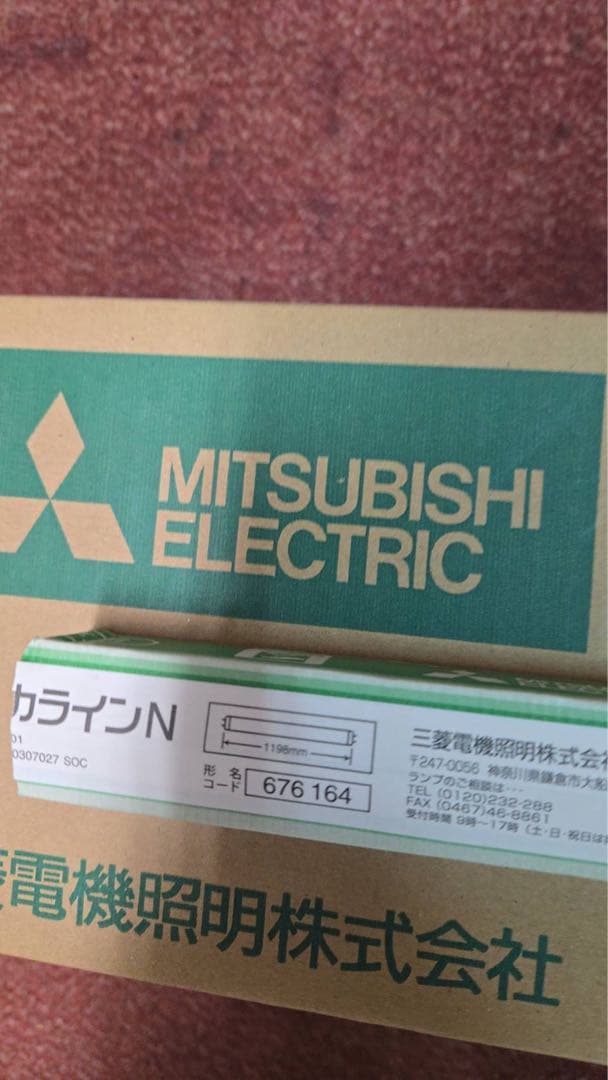 MITSUBISHI
ELECTRIC
カラインN
01
0307027 SOC
1198mm
形名
コード
676 164
三菱電機照明株式会
〒247-0056 神奈川県鎌倉市大船
ランプのご相談は…
TEL (0120)232-288
FAX (0467)46-8861
受付時間 9時～17時 (土・日・祝日は
菱電機照明株式会社